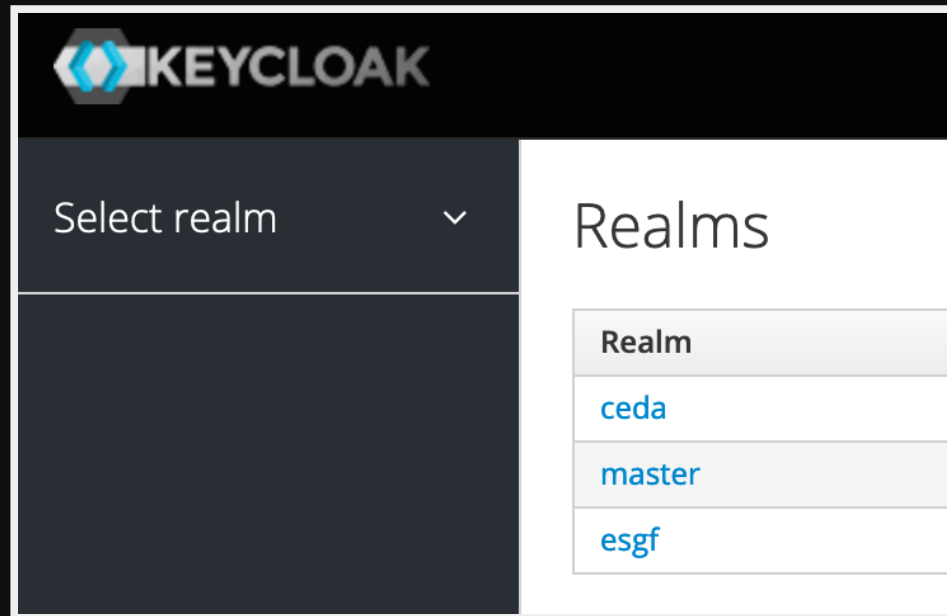 KEYCLOAK
Select realm
Realms
Realm
ceda
master
esgf